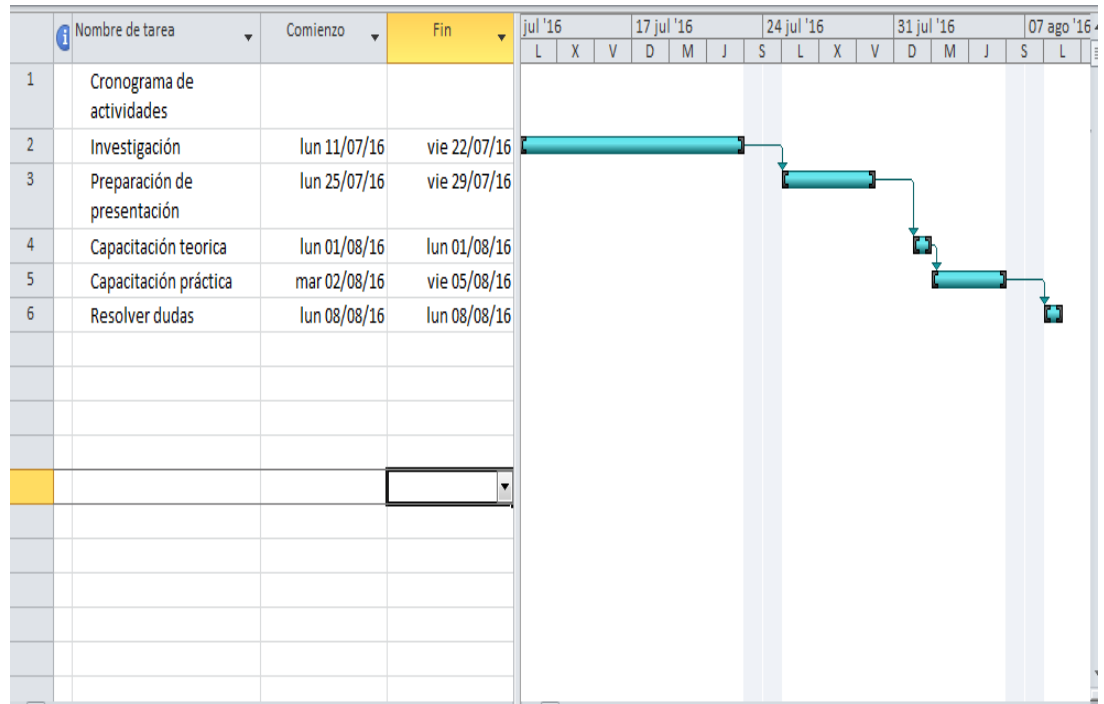 Nombre de tarea Comienzo Fin jul '16 17 jul '16 24 jul '16 31 jul '16 07 ago '16
L X V D M J S L X V D M J S L
1 Cronograma de
actividades
2 Investigación lun 11/07/16 vie 22/07/16
3 Preparación de lun 25/07/16 vie 29/07/16
presentación
4 Capacitación teorica lun 01/08/16 lun 01/08/16
5 Capacitación práctica mar 02/08/16 vie 05/08/16
6 Resolver dudas lun 08/08/16 lun 08/08/16